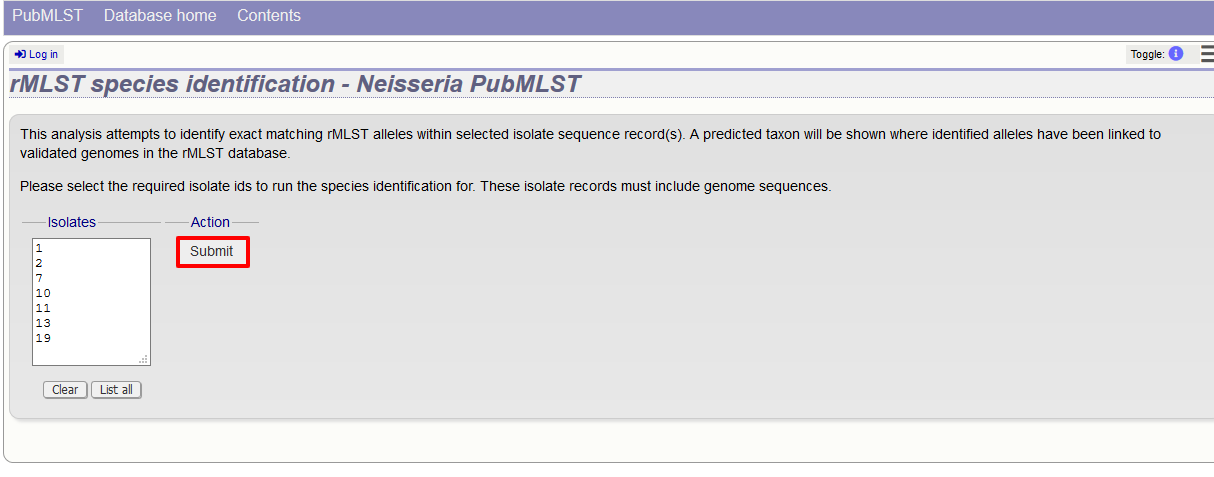 PubMLST Database home Contents
Log in
Toggle:
rMLST species identification - Neisseria PubMLST
This analysis attempts to identify exact matching rMLST alleles within selected isolate sequence record(s). A predicted taxon will be shown where identified alleles have been linked to
validated genomes in the rMLST database.
Please select the required isolate ids to run the species identification for. These isolate records must include genome sequences.
Isolates Action
Submit
1
2
7
10
11
13
19
Clear List all